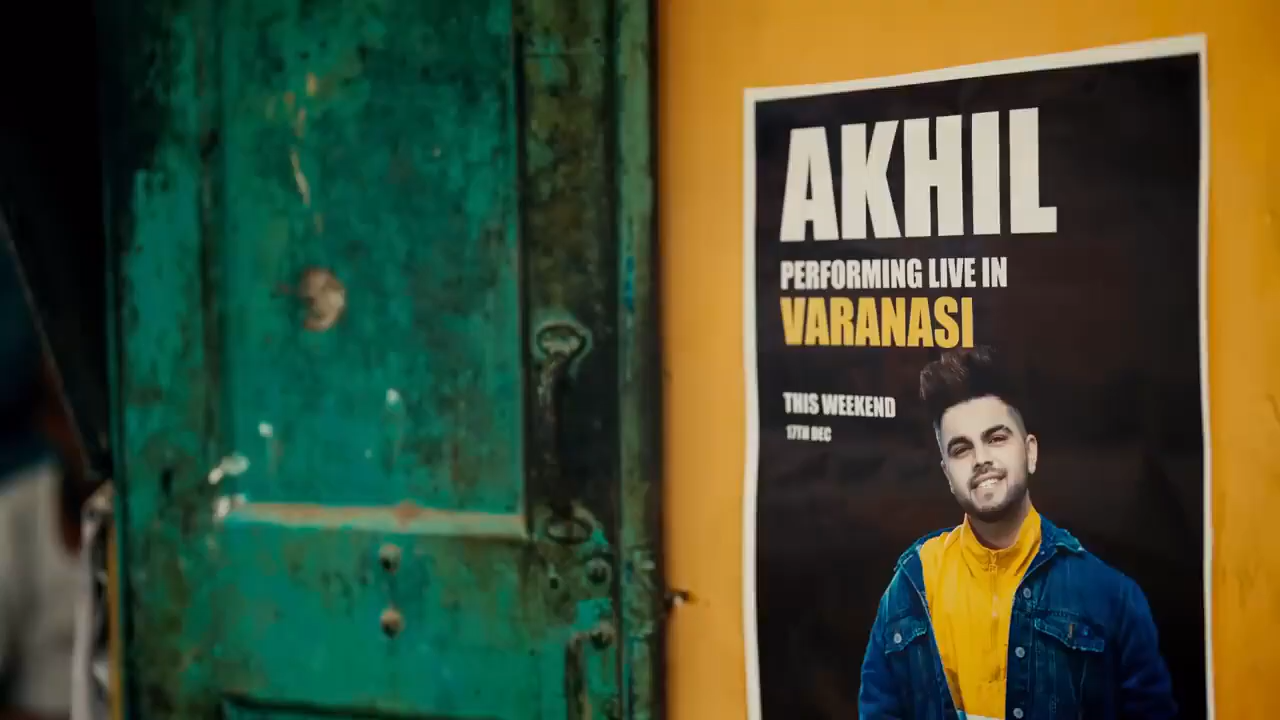 AKHIL
PERFORMING LIVE IN
VARANASI
THIS WEEKEND
17TH DEC